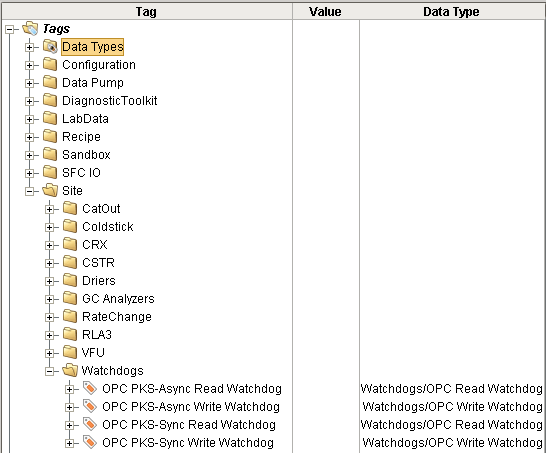 Tag Value Data Type
Tags
Data Types
Configuration
Data Pump
DiagnosticToolkit
LabData
Recipe
Sandbox
SFC IO
Site
CatOut
Coldstick
CRX
CSTR
Driers
GC Analyzers
RateChange
RLA3
VFU
Watchdogs
OPC PKS-Async Read Watchdog Watchdogs/OPC Read Watchdog
OPC PKS-Async Write Watchdog Watchdogs/OPC Write Watchdog
OPC PKS-Sync Read Watchdog Watchdogs/OPC Read Watchdog
OPC PKS-Sync Write Watchdog Watchdogs/OPC Write Watchdog